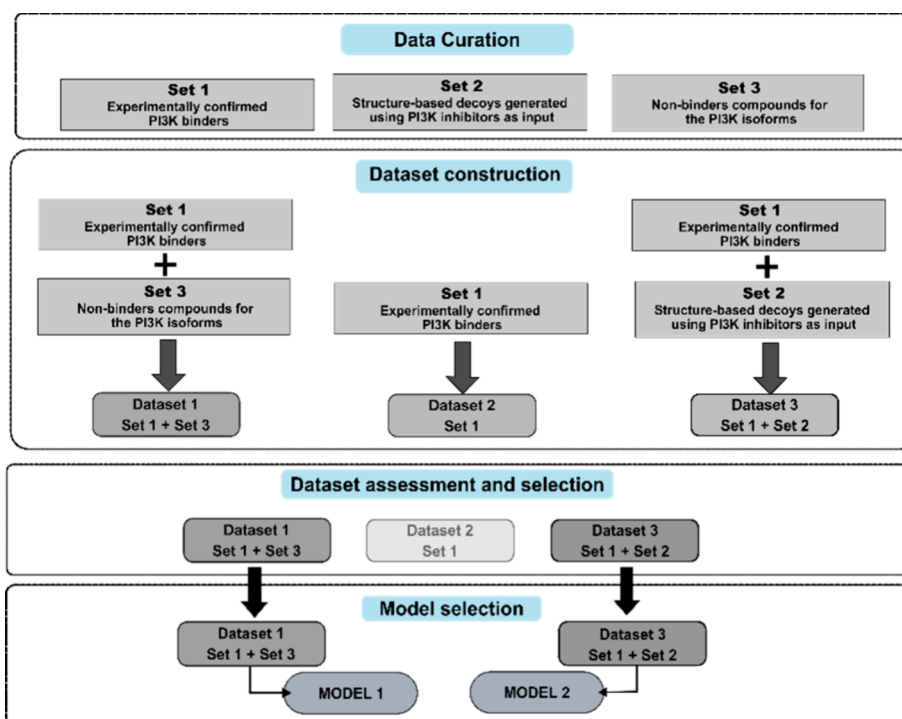 Data Curation
Set 1
Experimentally confirmed
PI3K binders
Set 2
Structure-based decoys generated
using PI3K inhibitors as input
Set 3
Non-binders compounds for
the PI3K isoforms
Dataset construction
Set 1
Experimentally confirmed
PI3K binders
+
Set 3
Non-binders compounds for
the PI3K isoforms
Dataset 1
Set 1 + Set 3
Set 1
Experimentally confirmed
PI3K binders
Dataset 2
Set 1
Set 1
Experimentally confirmed
PI3K binders
+
Set 2
Structure-based decoys generated
using PI3K inhibitors as input
Dataset 3
Set 1 + Set 2
Dataset assessment and selection
Dataset 1
Set 1 + Set 3
Dataset 2
Set 1
Dataset 3
Set 1 + Set 2
Model selection
Dataset 1
Set 1 + Set 3
Dataset 3
Set 1 + Set 2
MODEL 1
MODEL 2